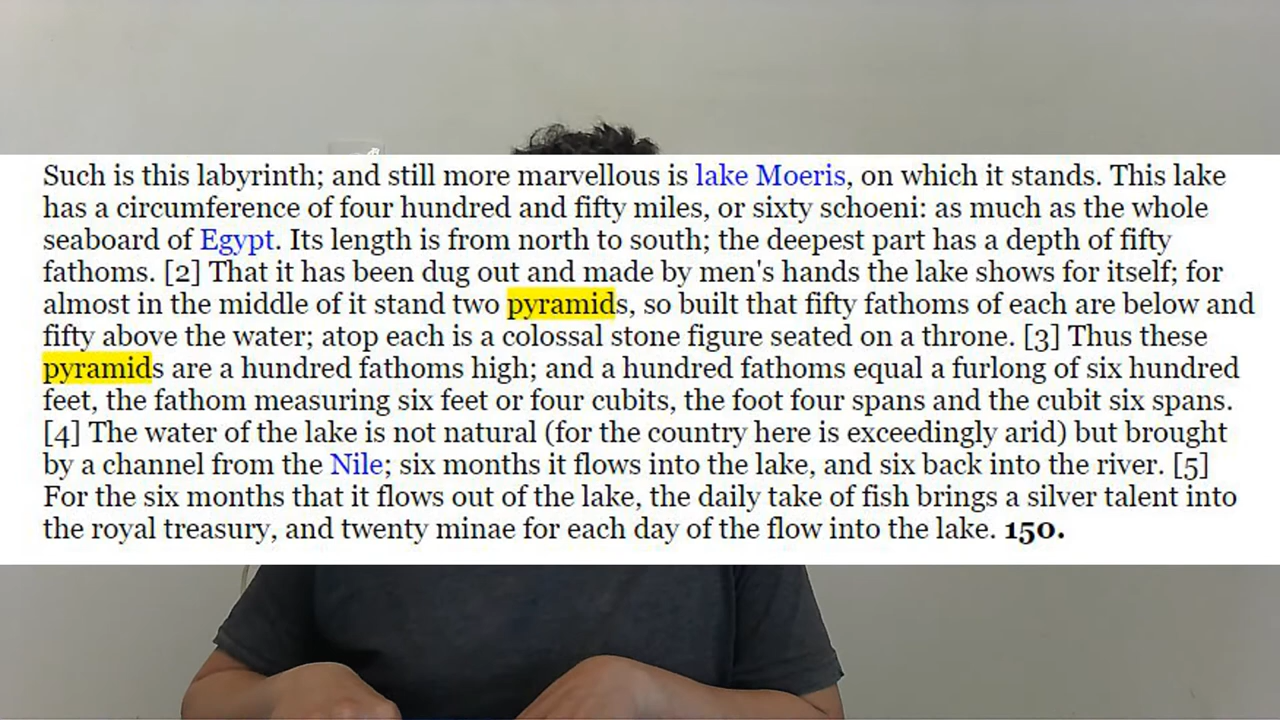 Such is this labyrinth; and still more marvellous is lake Moeris, on which it stands. This lake
has a circumference of four hundred and fifty miles, or sixty schoeni: as much as the whole
seaboard of Egypt. Its length is from north to south; the deepest part has a depth of fifty
fathoms. [2] That it has been dug out and made by men's hands the lake shows for itself; for
almost in the middle of it stand two pyramids, so built that fifty fathoms of each are below and
fifty above the water; atop each is a colossal stone figure seated on a throne. [3] Thus these
pyramids are a hundred fathoms high; and a hundred fathoms equal a furlong of six hundred
feet, the fathom measuring six feet or four cubits, the foot four spans and the cubit six spans.
[4] The water of the lake is not natural (for the country here is exceedingly arid) but brought
by a channel from the Nile; six months it flows into the lake, and six back into the river. [5]
For the six months that it flows out of the lake, the daily take of fish brings a silver talent into
the royal treasury, and twenty minae for each day of the flow into the lake. 150.